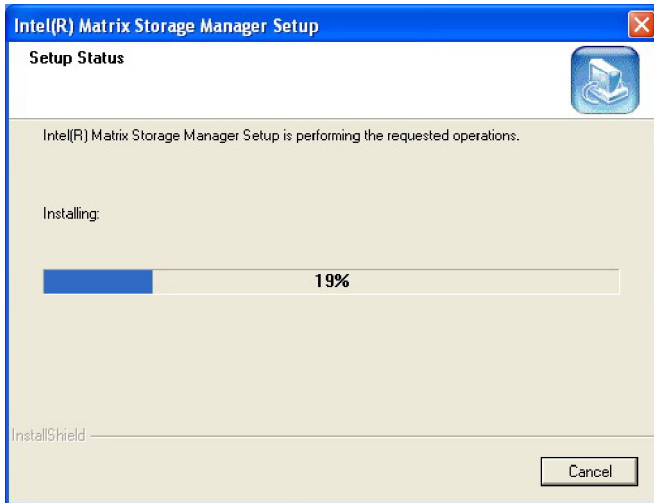 Intel(R) Matrix Storage Manager Setup
Setup Status
Intel(R) Matrix Storage Manager Setup is performing the requested operations.
Installing:
19%
InstallShield
Cancel